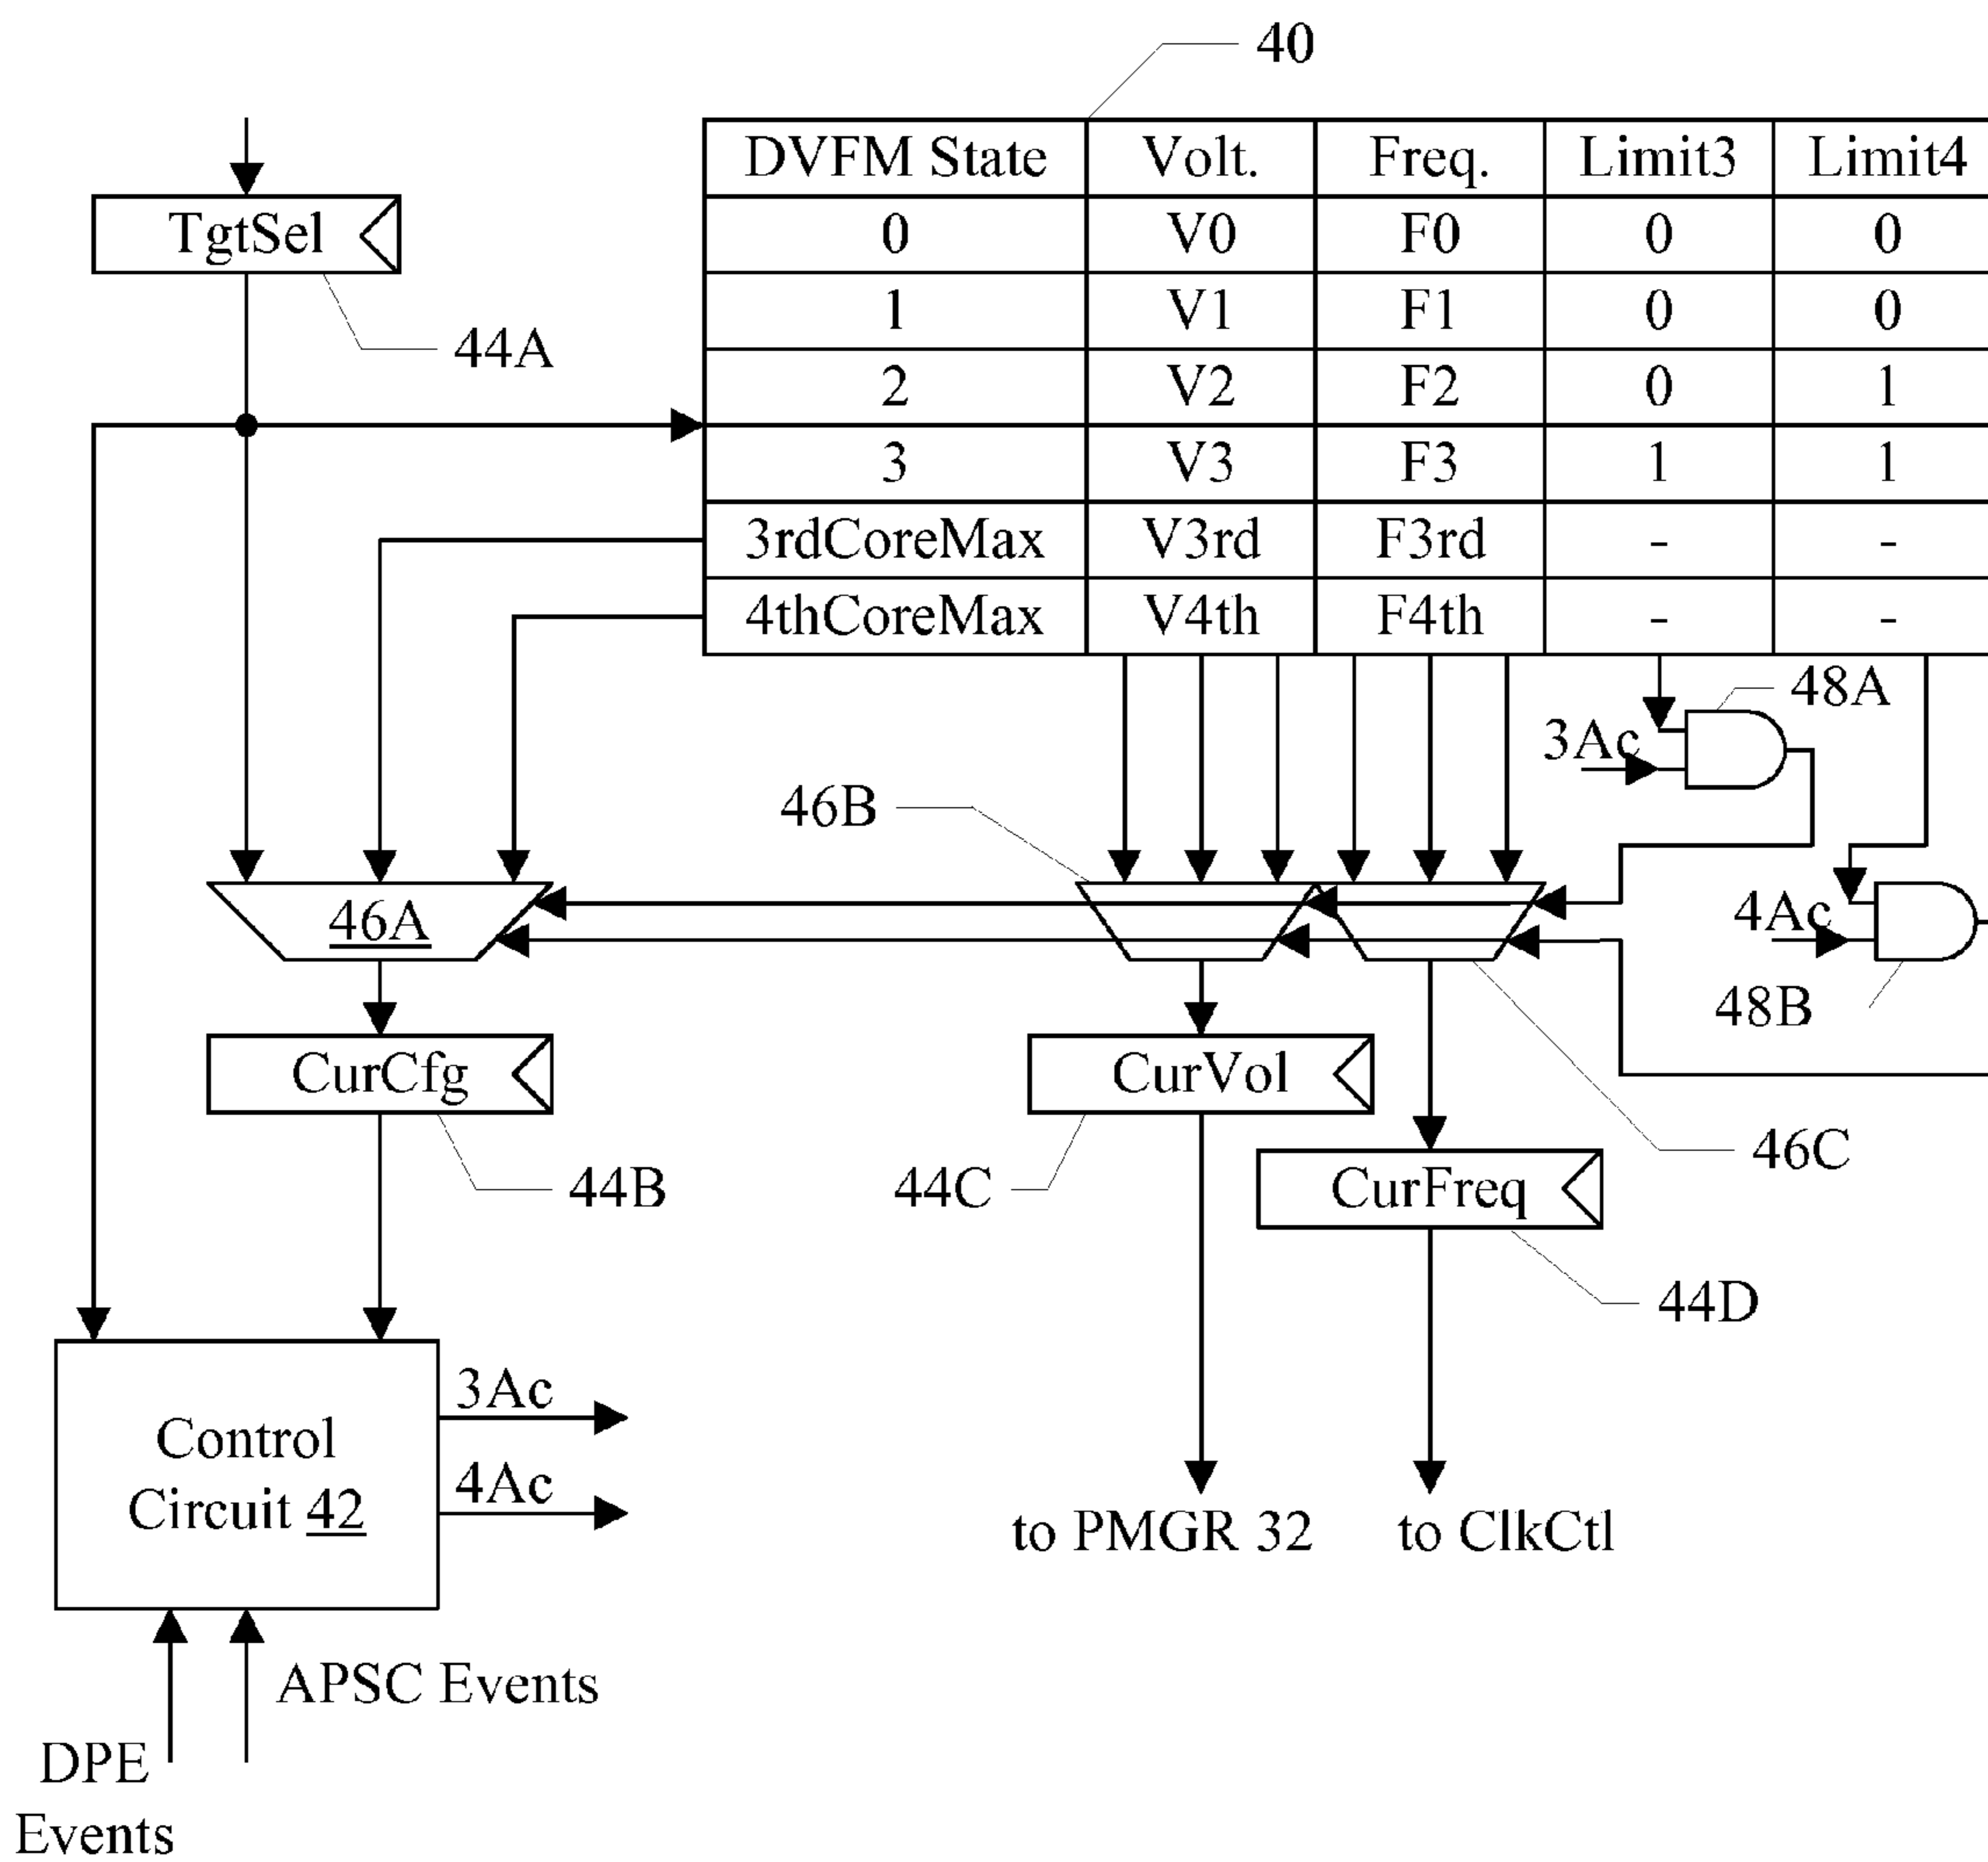 40
DVFM State Volt. Freq. Limit3 Limit4
0 V0 F0 0 0
1 V1 F1 0 0
2 V2 F2 0 1
3 V3 F3 1 1
3rdCoreMax V3rd F3rd - -
4thCoreMax V4th F4th - -
TgtSel
44A
48A
3Ac
46B
46A
4Ac
48B
CurCfg
CurVol
46C
44B
44C
CurFreq
44D
3Ac
Control
Circuit 42
4Ac
to PMGR 32
to ClkCtl
APSC Events
DPE
Events